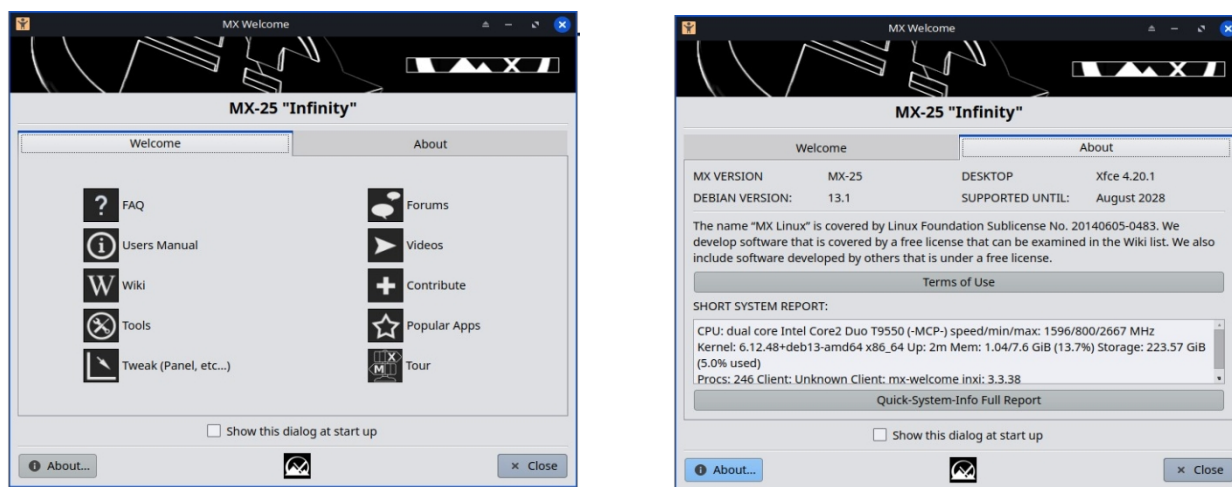 MX Welcome
MX-25 "Infinity"
Welcome
About
FAQ
Forums
Users Manual
Videos
Wiki
Contribute
Tools
Popular Apps
Tweak (Panel, etc...)
Tour
Show this dialog at start up
About...
Close
MX Welcome
MX-25 "Infinity"
Welcome
About
MX VERSION MX-25 DESKTOP Xfce 4.20.1
DEBIAN VERSION: 13.1 SUPPORTED UNTIL: August 2028
The name “MX Linux” is covered by Linux Foundation Sublicense No. 20140605-0483. We
develop software that is covered by a free license that can be examined in the Wiki list. We also
include software developed by others that is under a free license.
Terms of Use
SHORT SYSTEM REPORT:
CPU: dual core Intel Core2 Duo T9550 (-MCP-) speed/min/max: 1596/800/2667 MHz
Kernel: 6.12.48+deb13-amd64 x86_64 Up: 2m Mem: 1.04/7.6 GiB (13.7%) Storage: 223.57 GiB
(5.0% used)
Procs: 246 Client: Unknown Client: mx-welcome inxi: 3.3.38
Quick-System-Info Full Report
Show this dialog at start up
About...
Close